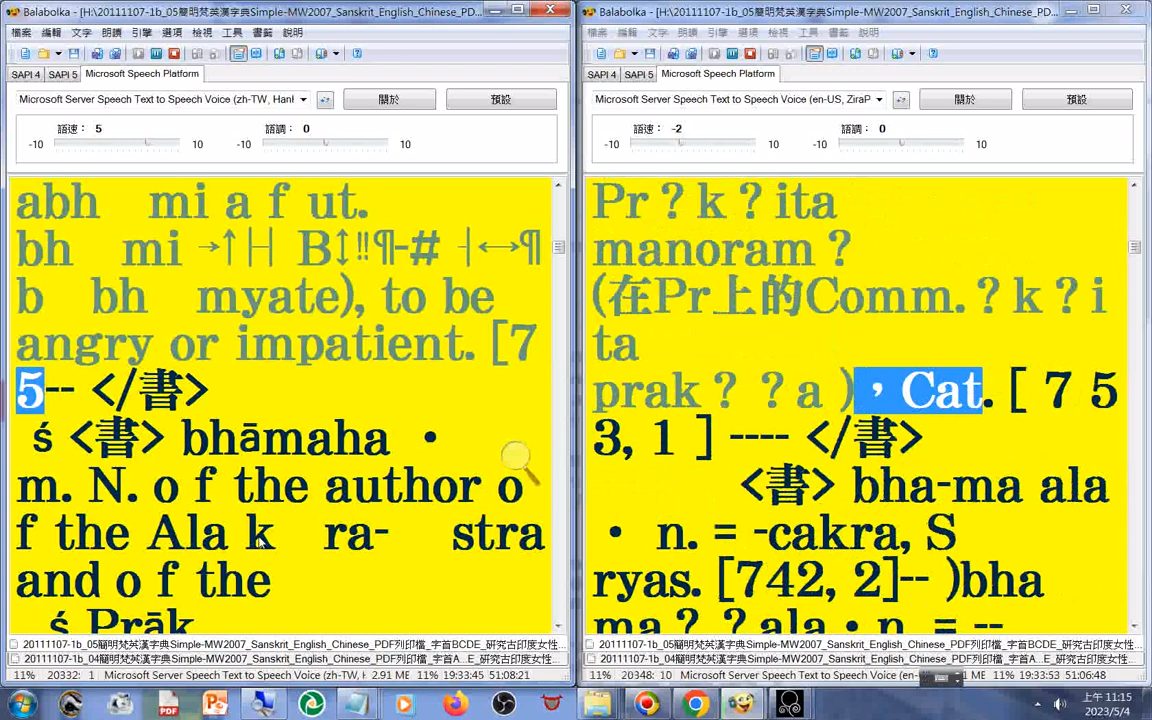 Balabolka - [H:\20111107-1b_05簡明梵英漢字典Simple-MW2007_Sanskrit_English_Chinese_PD...
檔案 編輯 文字 朗讀 引擎 選項 檢視 工具 書籤 說明
SAPI 4 SAPI 5 Microsoft Speech Platform
Microsoft Server Speech Text to Speech Voice (zh-TW, Hanl 關於 預設
語速： 5 語調： 0
-10 10 -10 10
abh mi a f ut.
bh mi →↑├┤ B↕‼¶-# ┤↔¶
b bh myate), to be
angry or impatient. [7
5-- </書>
ś <書> bhāmaha •
m. N. o f the author o
f the Ala k ra- stra
and o f the
ś Prāk
20111107-1b_05簡明梵英漢字典Simple-MW2007_Sanskrit_English_Chinese_PDF列印檔_字首BCDE_研究古印度女性...
20111107-1b_04簡明梵英漢字典Simple-MW2007_Sanskrit_English_Chinese_PDF列印檔_字首A...E_研究古印度女性...
11% 20332: 1 Microsoft Server Speech Text to Speech Voice (zh-TW, 2.91 ME 11% 19:33:45 51:08:21
Balabolka - [H:\20111107-1b_05簡明梵英漢字典Simple-MW2007_Sanskrit_English_Chinese_PD...
檔案 編輯 文字 朗讀 引擎 選項 檢視 工具 書籤 說明
SAPI 4 SAPI 5 Microsoft Speech Platform
Microsoft Server Speech Text to Speech Voice (en-US, ZiraP 關於 預設
語速： -2 語調： 0
-10 10 -10 10
Pr？k？ita
manoram？
(在Pr上的Comm.？k？i
ta
prak？？a )，Cat. [ 7 5
3, 1 ] ---- </書>
<書> bha-ma ala
• n. = -cakra, S
ryas. [742, 2]-- )bha
ma？？ala • n. = --
20111107-1b_05簡明梵英漢字典Simple-MW2007_Sanskrit_English_Chinese_PDF列印檔_字首BCDE_研究古印度女性...
20111107-1b_04簡明梵英漢字典Simple-MW2007_Sanskrit_English_Chinese_PDF列印檔_字首A...E_研究古印度女性...
11% 20348: 10 Microsoft Server Speech Text to Speech Voice ME 11% 19:33:53 51:06:48
PDF
上午 11:15
2023/5/4